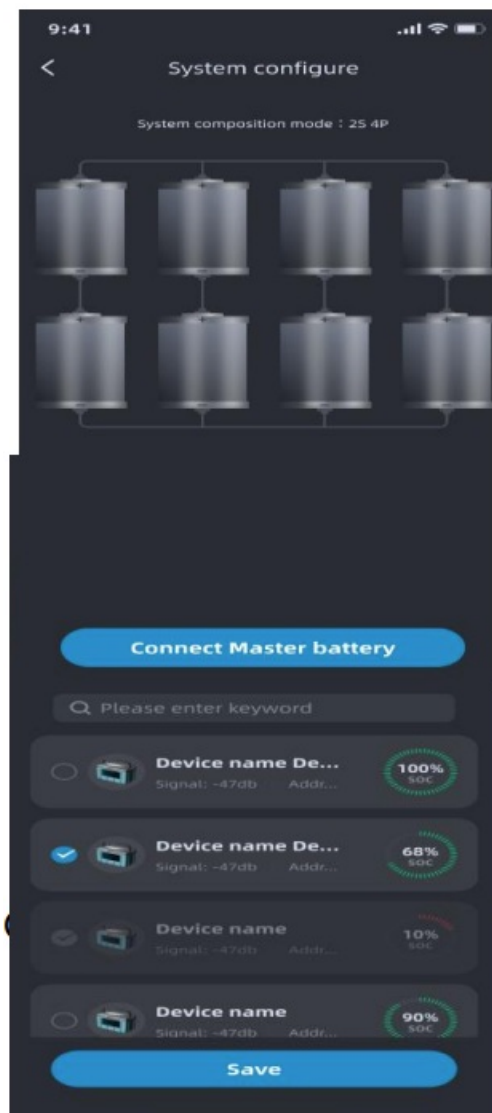 9:41
System configure
System composition mode : 2S 4P
Connect Master battery
Please enter keyword
Device name De...
Signal: -47db Addr...
100%
SOC
Device name De...
Signal: -47db Addr...
68%
SOC
Device name
Signal: -47db Addr...
10%
SOC
Device name
Signal: -47db Addr...
90%
SOC
Save